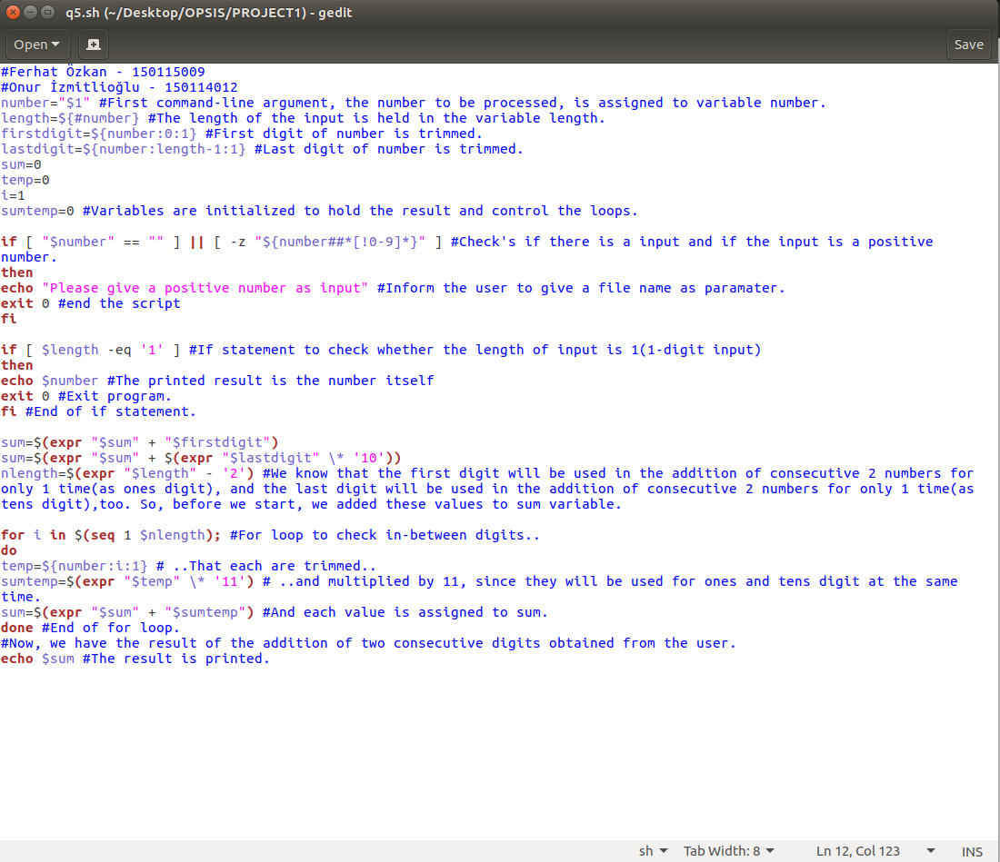 q5.sh (~/Desktop/OPSIS/PROJECT1) - gedit
Open
Save
#Ferhat Özkan - 150115009
#Onur İzmitlioğlu - 150114012
number="$1" #First command-line argument, the number to be processed, is assigned to variable number.
length=${#number} #The length of the input is held in the variable length.
firstdigit=${number:0:1} #First digit of number is trimmed.
lastdigit=${number:length-1:1} #Last digit of number is trimmed.
sum=0
temp=0
i=1
sumtemp=0 #Variables are initialized to hold the result and control the loops.
if [ "$number" == "" ] || [ -z "${number##*[!0-9]*}" ] #Check's if there is a input and if the input is a positive
number.
then
echo "Please give a positive number as input" #Inform the user to give a file name as paramater.
exit 0 #end the script
fi
if [ $length -eq '1' ] #If statement to check whether the length of input is 1(1-digit input)
then
echo $number #The printed result is the number itself
exit 0 #Exit program.
fi #End of if statement.
sum=$(expr "$sum" + "$firstdigit")
sum=$(expr "$sum" + $(expr "$lastdigit" \* '10'))
nlength=$(expr "$length" - '2') #We know that the first digit will be used in the addition of consecutive 2 numbers for
only 1 time(as ones digit), and the last digit will be used in the addition of consecutive 2 numbers for only 1 time(as
tens digit),too. So, before we start, we added these values to sum variable.
for i in $(seq 1 $nlength); #For loop to check in-between digits..
do
temp=${number:i:1} # ..That each are trimmed..
sumtemp=$(expr "$temp" \* '11') # ..and multiplied by 11, since they will be used for ones and tens digit at the same
time.
sum=$(expr "$sum" + "$sumtemp") #And each value is assigned to sum.
done #End of for loop.
#Now, we have the result of the addition of two consecutive digits obtained from the user.
echo $sum #The result is printed.
sh
Tab Width: 8
Ln 12, Col 123
INS